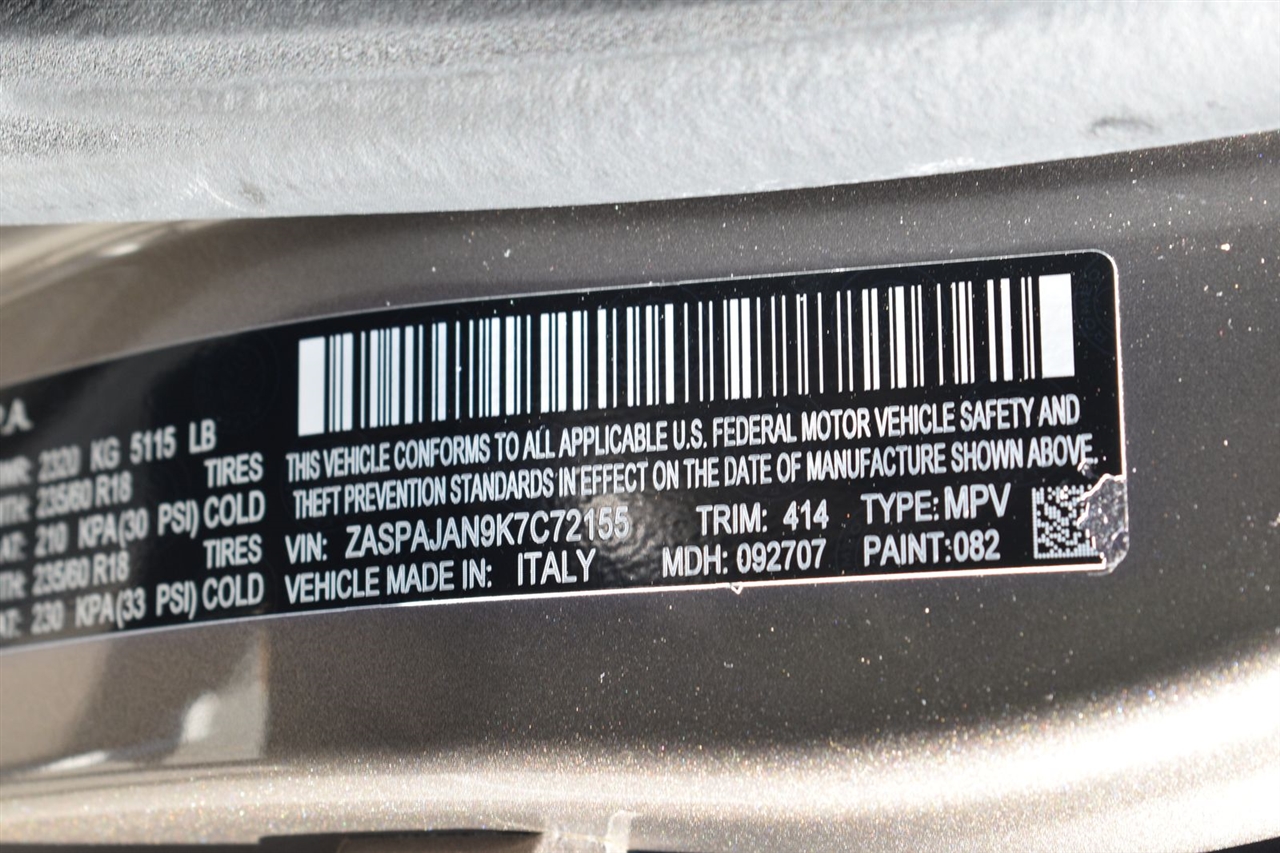 P.A.
WR: 2320 KG 5115 LB
TIRES
235/60 R18
COLD
210 KPA(30 PSI)
TIRES
235/60 R18
COLD
230 KPA(33 PSI)
THIS VEHICLE CONFORMS TO ALL APPLICABLE U.S. FEDERAL MOTOR VEHICLE SAFETY AND
THEFT PREVENTION STANDARDS IN EFFECT ON THE DATE OF MANUFACTURE SHOWN ABOVE.
VIN: ZASPAJAN9K7C72155 TRIM: 414 TYPE: MPV
VEHICLE MADE IN: ITALY MDH: 092707 PAINT:082